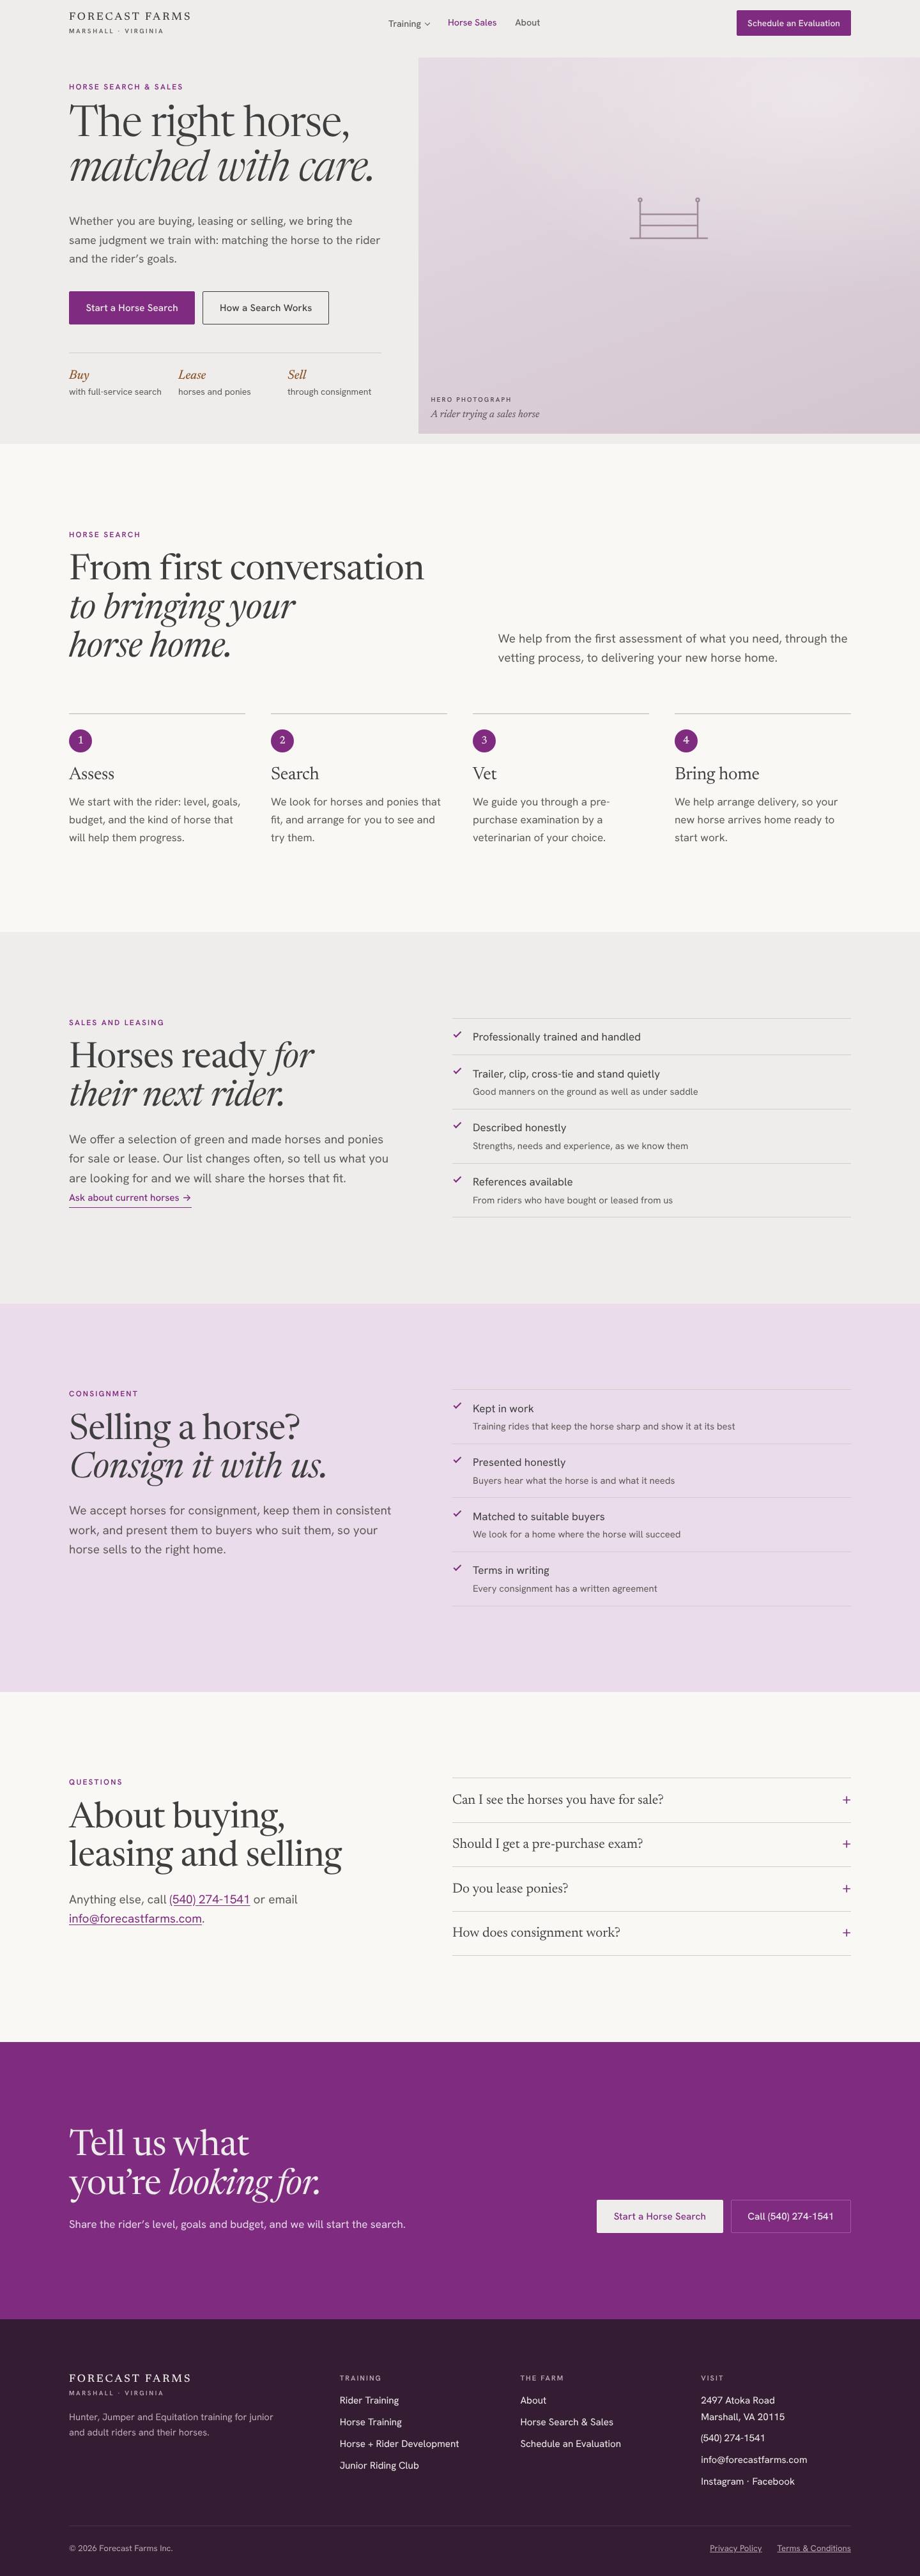 FORECAST FARMS
MARSHALL · VIRGINIA
Training
Horse Sales
About
Schedule an Evaluation
HORSE SEARCH & SALES
The right horse,
matched with care.
Whether you are buying, leasing or selling, we bring the
same judgment we train with: matching the horse to the rider
and the rider’s goals.
Start a Horse Search
How a Search Works
Buy
with full-service search
Lease
horses and ponies
Sell
through consignment
HERO PHOTOGRAPH
A rider trying a sales horse
HORSE SEARCH
From first conversation
to bringing your
horse home.
We help from the first assessment of what you need, through the
vetting process, to delivering your new horse home.
1
Assess
We start with the rider: level, goals,
budget, and the kind of horse that
will help them progress.
2
Search
We look for horses and ponies that
fit, and arrange for you to see and
try them.
3
Vet
We guide you through a pre-
purchase examination by a
veterinarian of your choice.
4
Bring home
We help arrange delivery, so your
new horse arrives home ready to
start work.
SALES AND LEASING
Horses ready for
their next rider.
We offer a selection of green and made horses and ponies
for sale or lease. Our list changes often, so tell us what you
are looking for and we will share the horses that fit.
Ask about current horses →
Professionally trained and handled
Trailer, clip, cross-tie and stand quietly
Good manners on the ground as well as under saddle
Described honestly
Strengths, needs and experience, as we know them
References available
From riders who have bought or leased from us
CONSIGNMENT
Selling a horse?
Consign it with us.
We accept horses for consignment, keep them in consistent
work, and present them to buyers who suit them, so your
horse sells to the right home.
Kept in work
Training rides that keep the horse sharp and show it at its best
Presented honestly
Buyers hear what the horse is and what it needs
Matched to suitable buyers
We look for a home where the horse will succeed
Terms in writing
Every consignment has a written agreement
QUESTIONS
About buying,
leasing and selling
Anything else, call (540) 274-1541 or email
info@forecastfarms.com.
Can I see the horses you have for sale? +
Should I get a pre-purchase exam? +
Do you lease ponies? +
How does consignment work? +
Tell us what
you’re looking for.
Share the rider’s level, goals and budget, and we will start the search.
Start a Horse Search
Call (540) 274-1541
FORECAST FARMS
MARSHALL · VIRGINIA
Hunter, Jumper and Equitation training for junior
and adult riders and their horses.
TRAINING
Rider Training
Horse Training
Horse + Rider Development
Junior Riding Club
THE FARM
About
Horse Search & Sales
Schedule an Evaluation
VISIT
2497 Atoka Road
Marshall, VA 20115
(540) 274-1541
info@forecastfarms.com
Instagram · Facebook
© 2026 Forecast Farms Inc.
Privacy Policy
Terms & Conditions